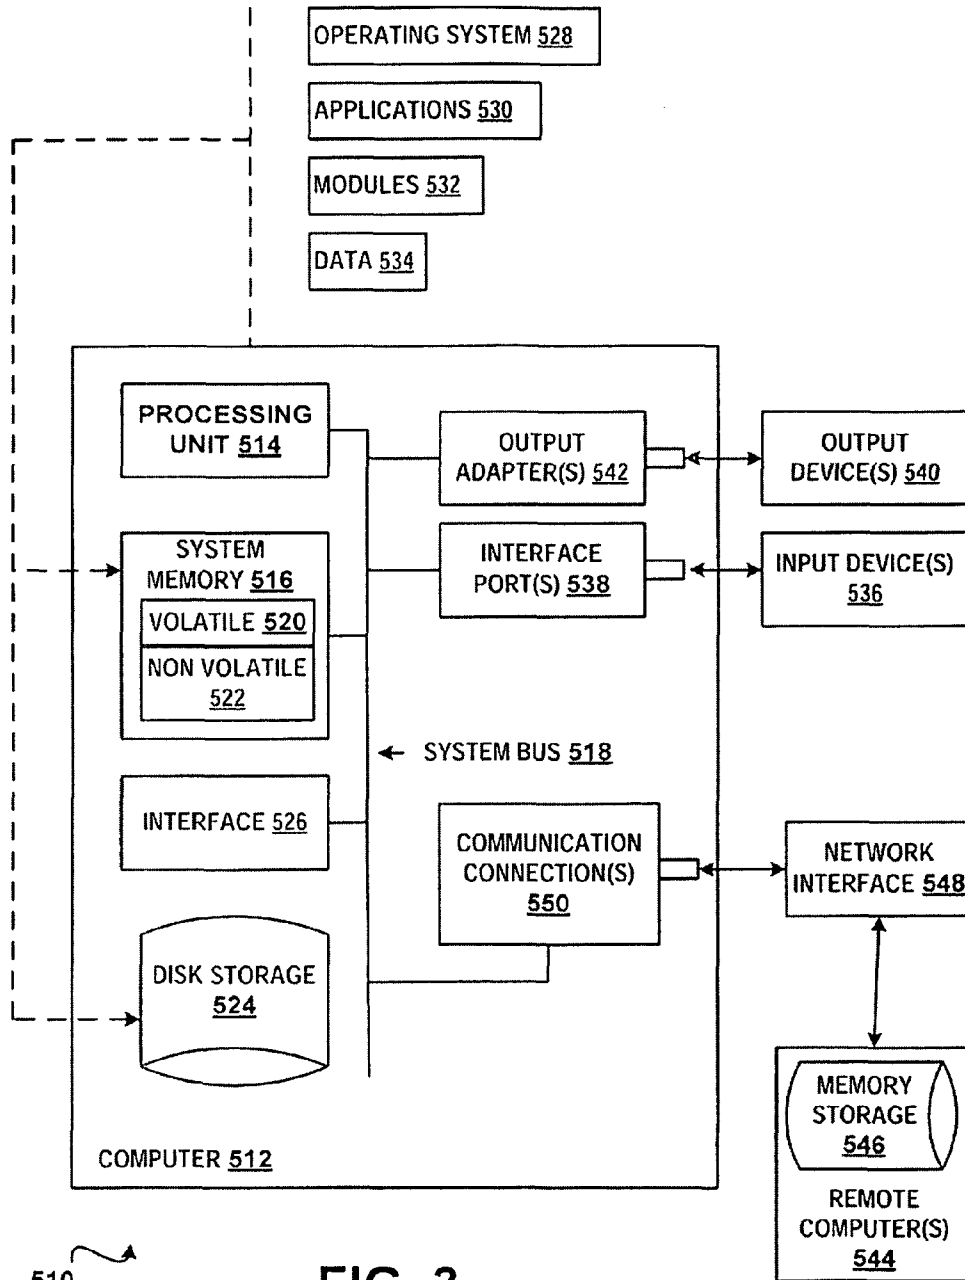 OPERATING SYSTEM 528
APPLICATIONS 530
MODULES 532
DATA 534
PROCESSING
UNIT 514
OUTPUT
ADAPTER(S) 542
OUTPUT
DEVICE(S) 540
SYSTEM
MEMORY 516
VOLATILE 520
NON VOLATILE
522
INTERFACE
PORT(S) 538
INPUT DEVICE(S)
536
SYSTEM BUS 518
INTERFACE 526
COMMUNICATION
CONNECTION(S)
550
NETWORK
INTERFACE 548
DISK STORAGE
524
MEMORY
STORAGE
546
REMOTE
COMPUTER(S)
544
COMPUTER 512
510